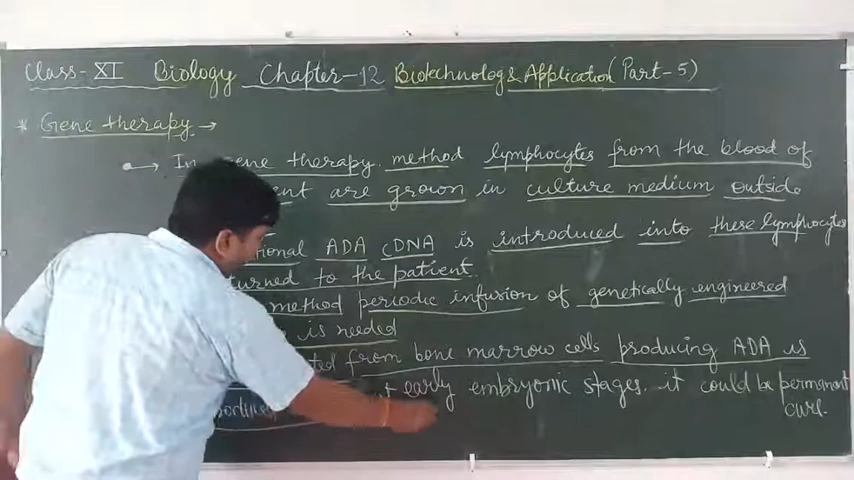 Class-XI Biology Chapter-12 Biotechnology & Application (Part-5)
* Gene therapy →
→ In gene therapy method lymphocytes from the blood of
are grown in culture medium outside
ADA cDNA is introduced into these lymphocytes
turned to the patient
method periodic infusion of genetically engineered
is needed
from bone marrow cells producing ADA is
early embryonic stages. it could be permanant
cure.